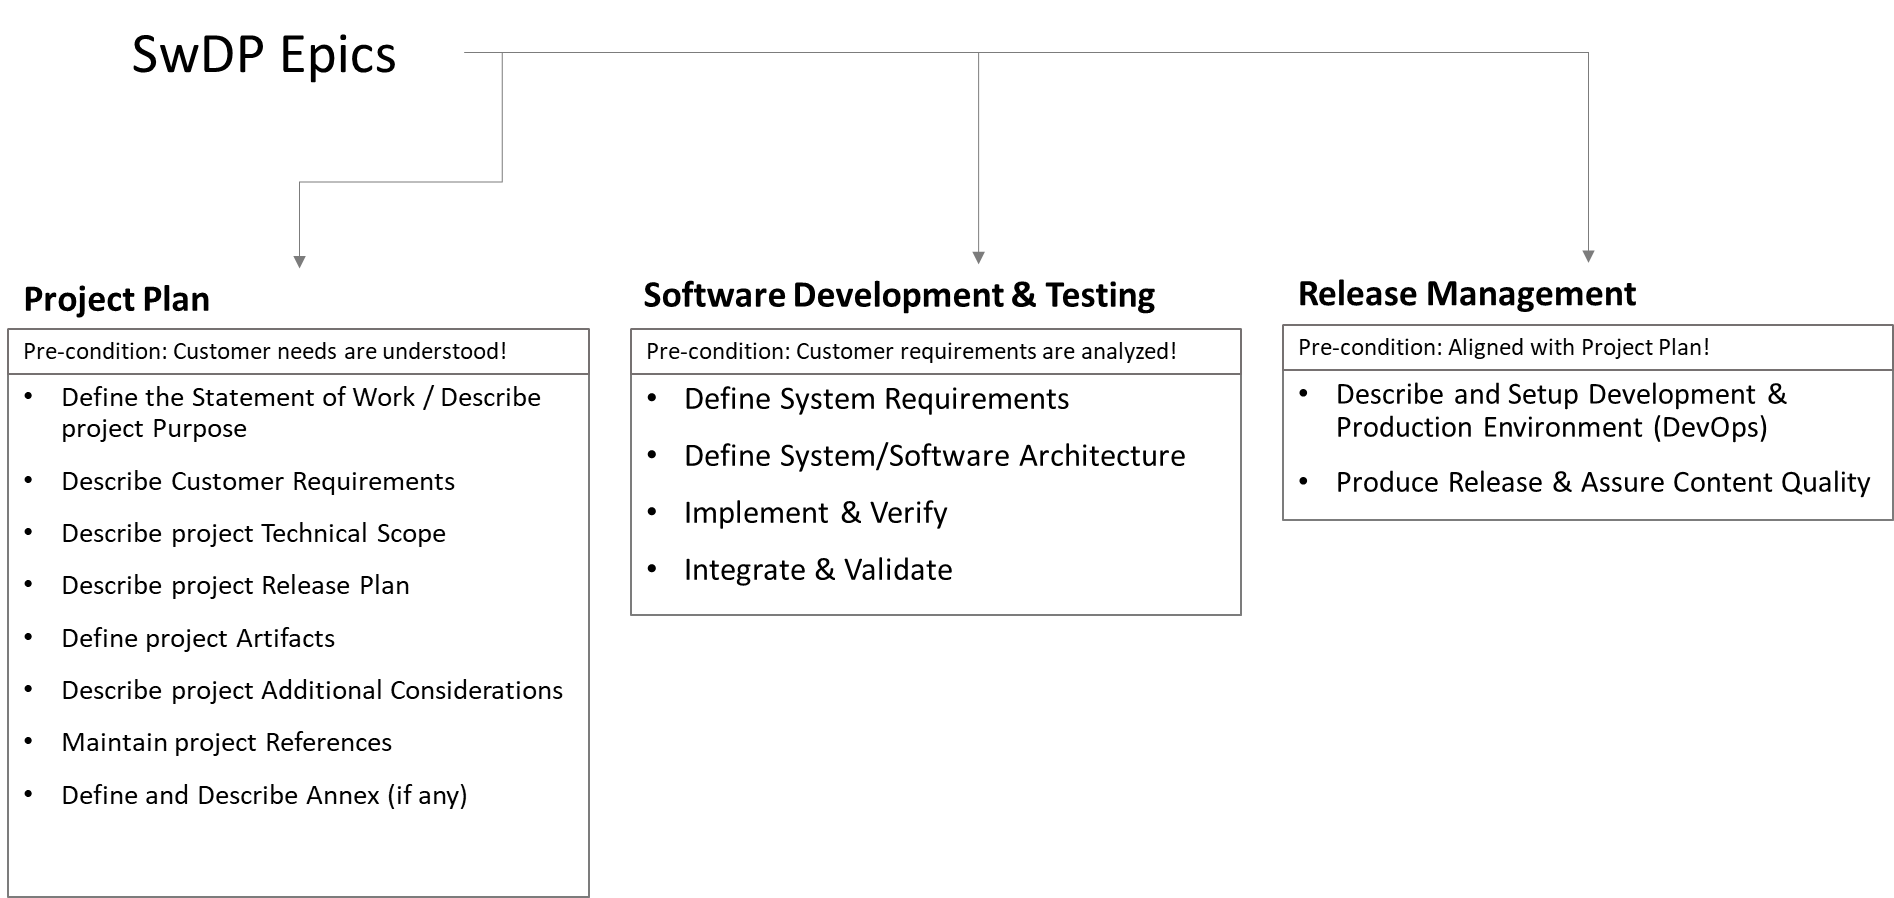 SwDP Epics
Project Plan
Pre-condition: Customer needs are understood!
• Define the Statement of Work / Describe
project Purpose
• Describe Customer Requirements
• Describe project Technical Scope
• Describe project Release Plan
• Define project Artifacts
• Describe project Additional Considerations
• Maintain project References
• Define and Describe Annex (if any)
Software Development & Testing
Pre-condition: Customer requirements are analyzed!
• Define System Requirements
• Define System/Software Architecture
• Implement & Verify
• Integrate & Validate
Release Management
Pre-condition: Aligned with Project Plan!
• Describe and Setup Development &
Production Environment (DevOps)
• Produce Release & Assure Content Quality